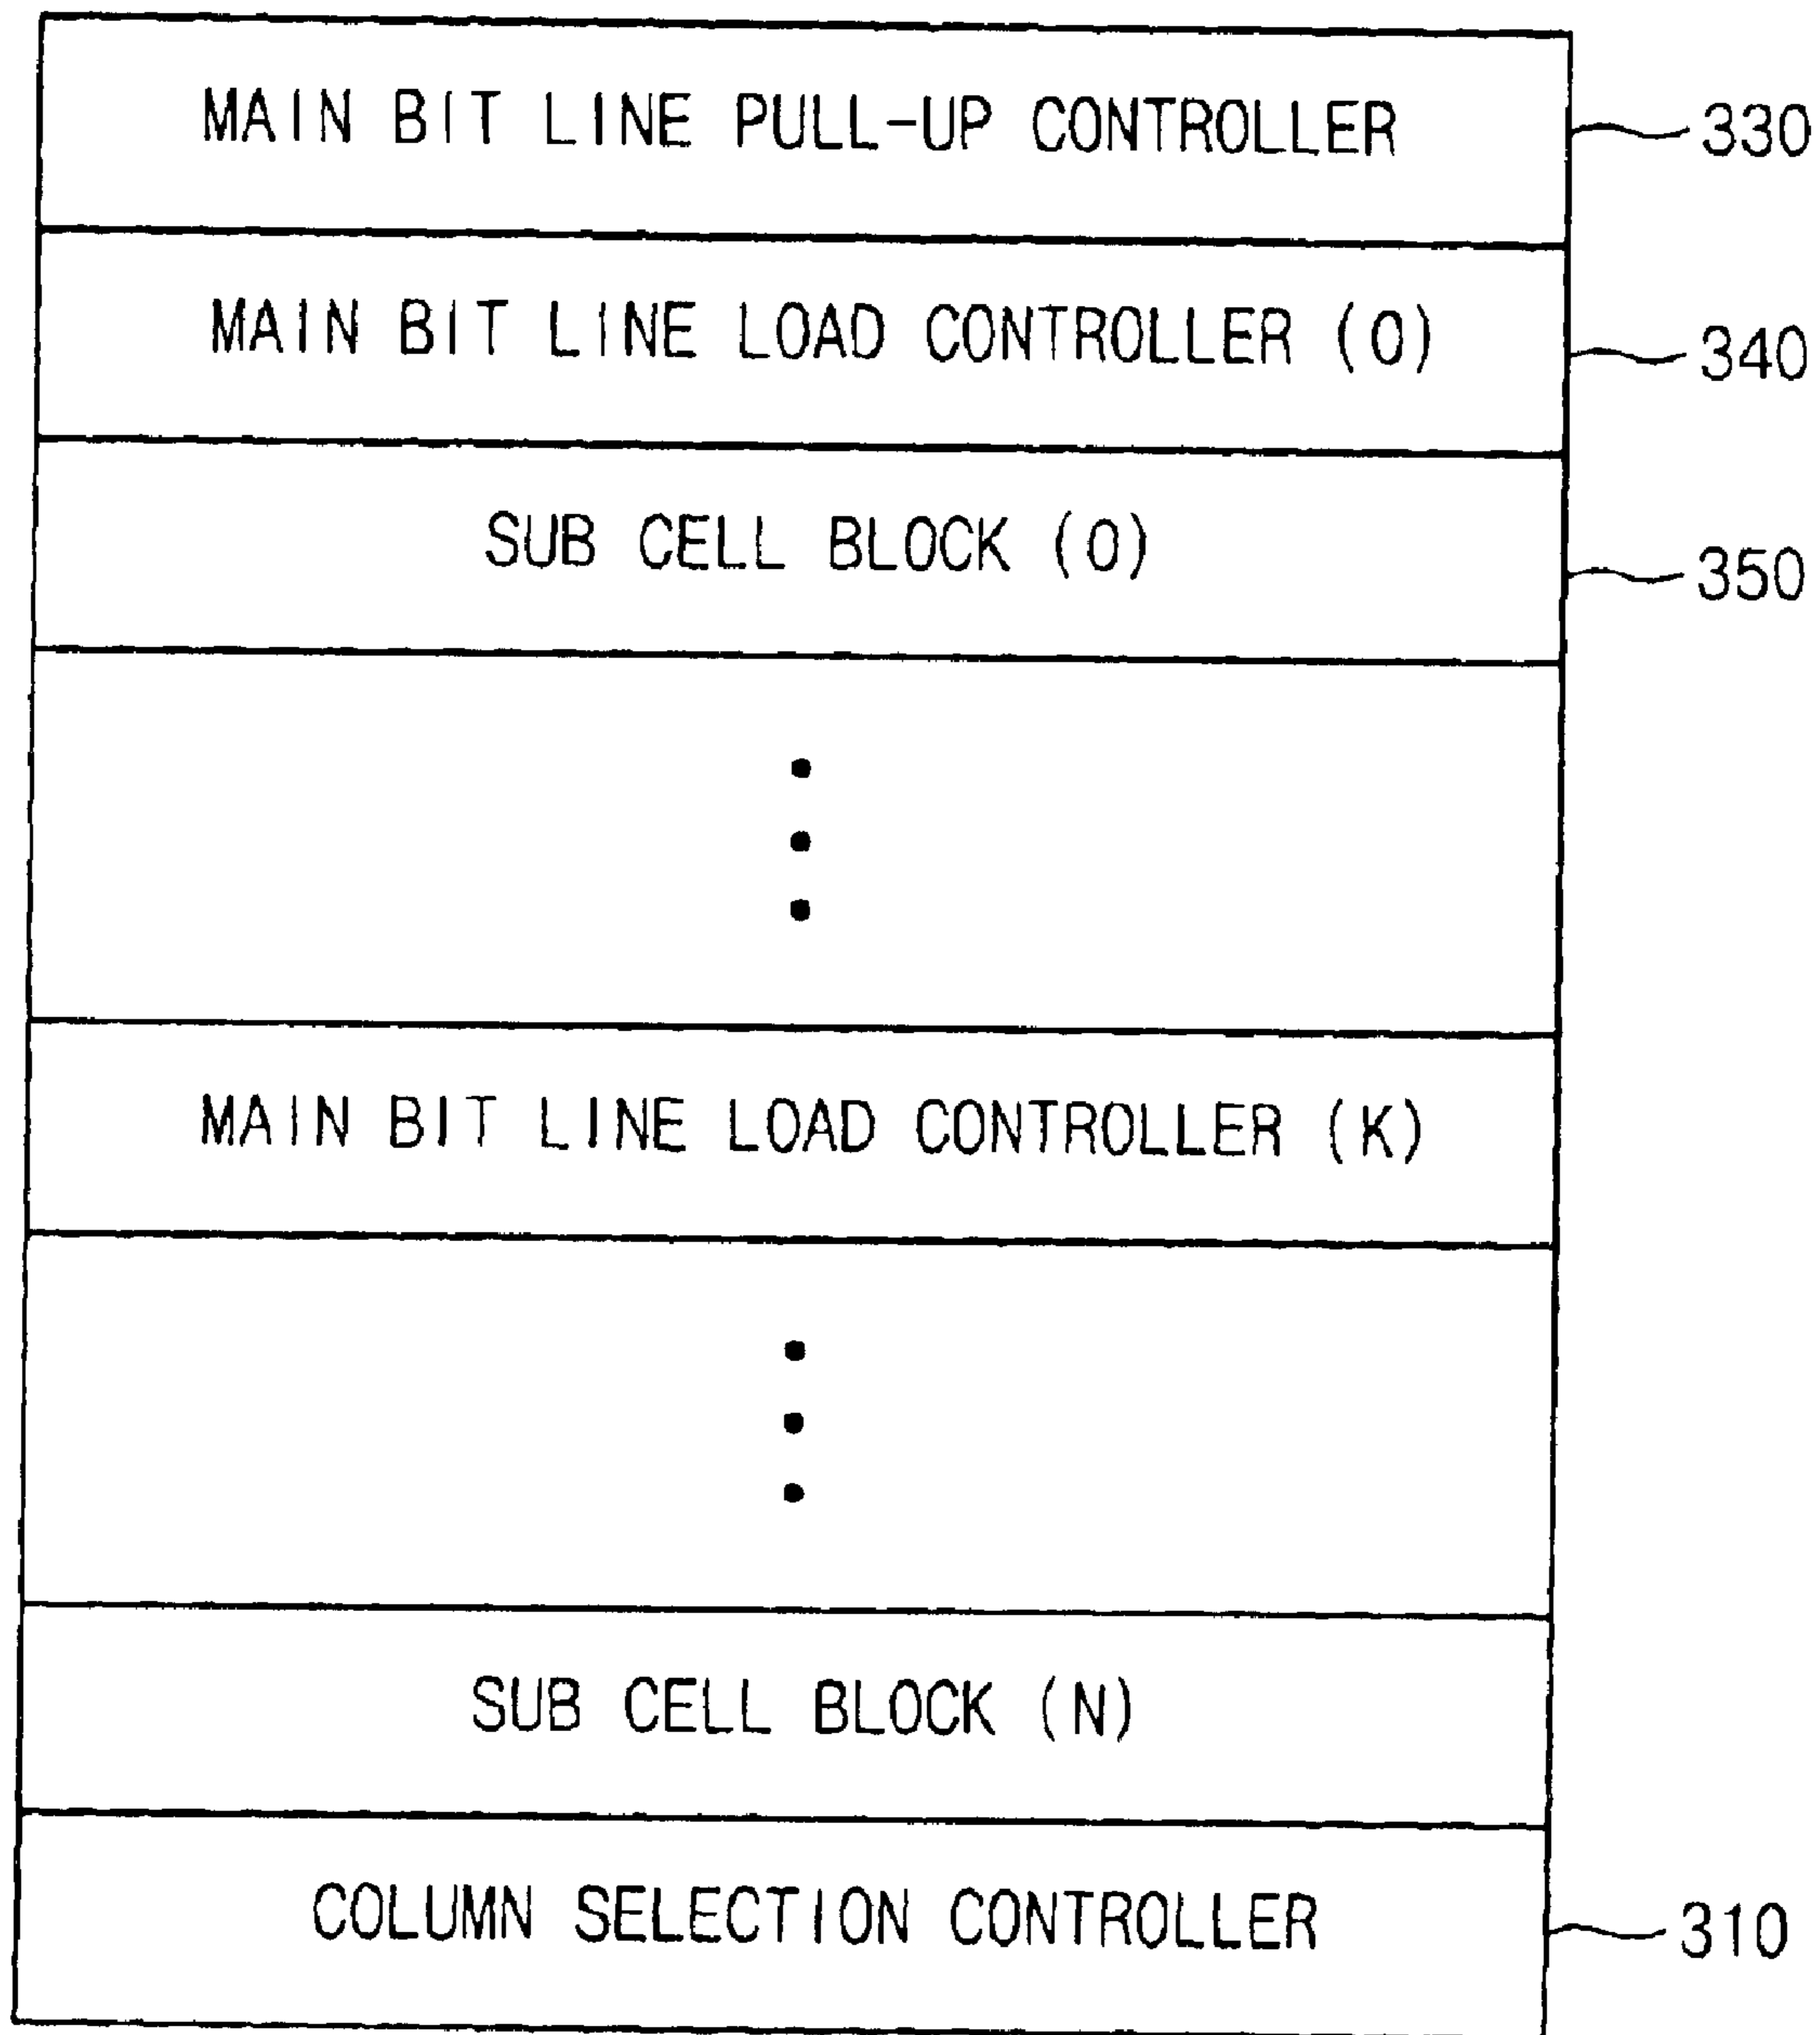 MAIN BIT LINE PULL-UP CONTROLLER 330
MAIN BIT LINE LOAD CONTROLLER (0) 340
SUB CELL BLOCK (0) 350
MAIN BIT LINE LOAD CONTROLLER (K)
SUB CELL BLOCK (N)
COLUMN SELECTION CONTROLLER 310